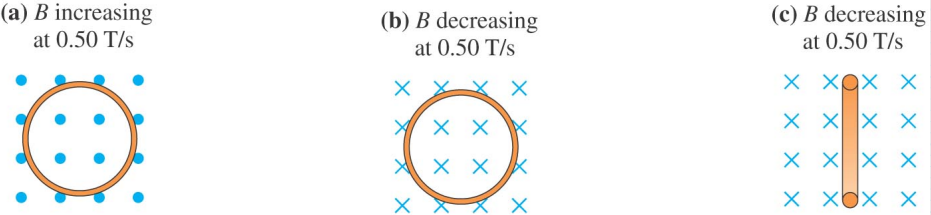 (a) B increasing
at 0.50 T/s
(b) B decreasing
at 0.50 T/s
(c) B decreasing
at 0.50 T/s